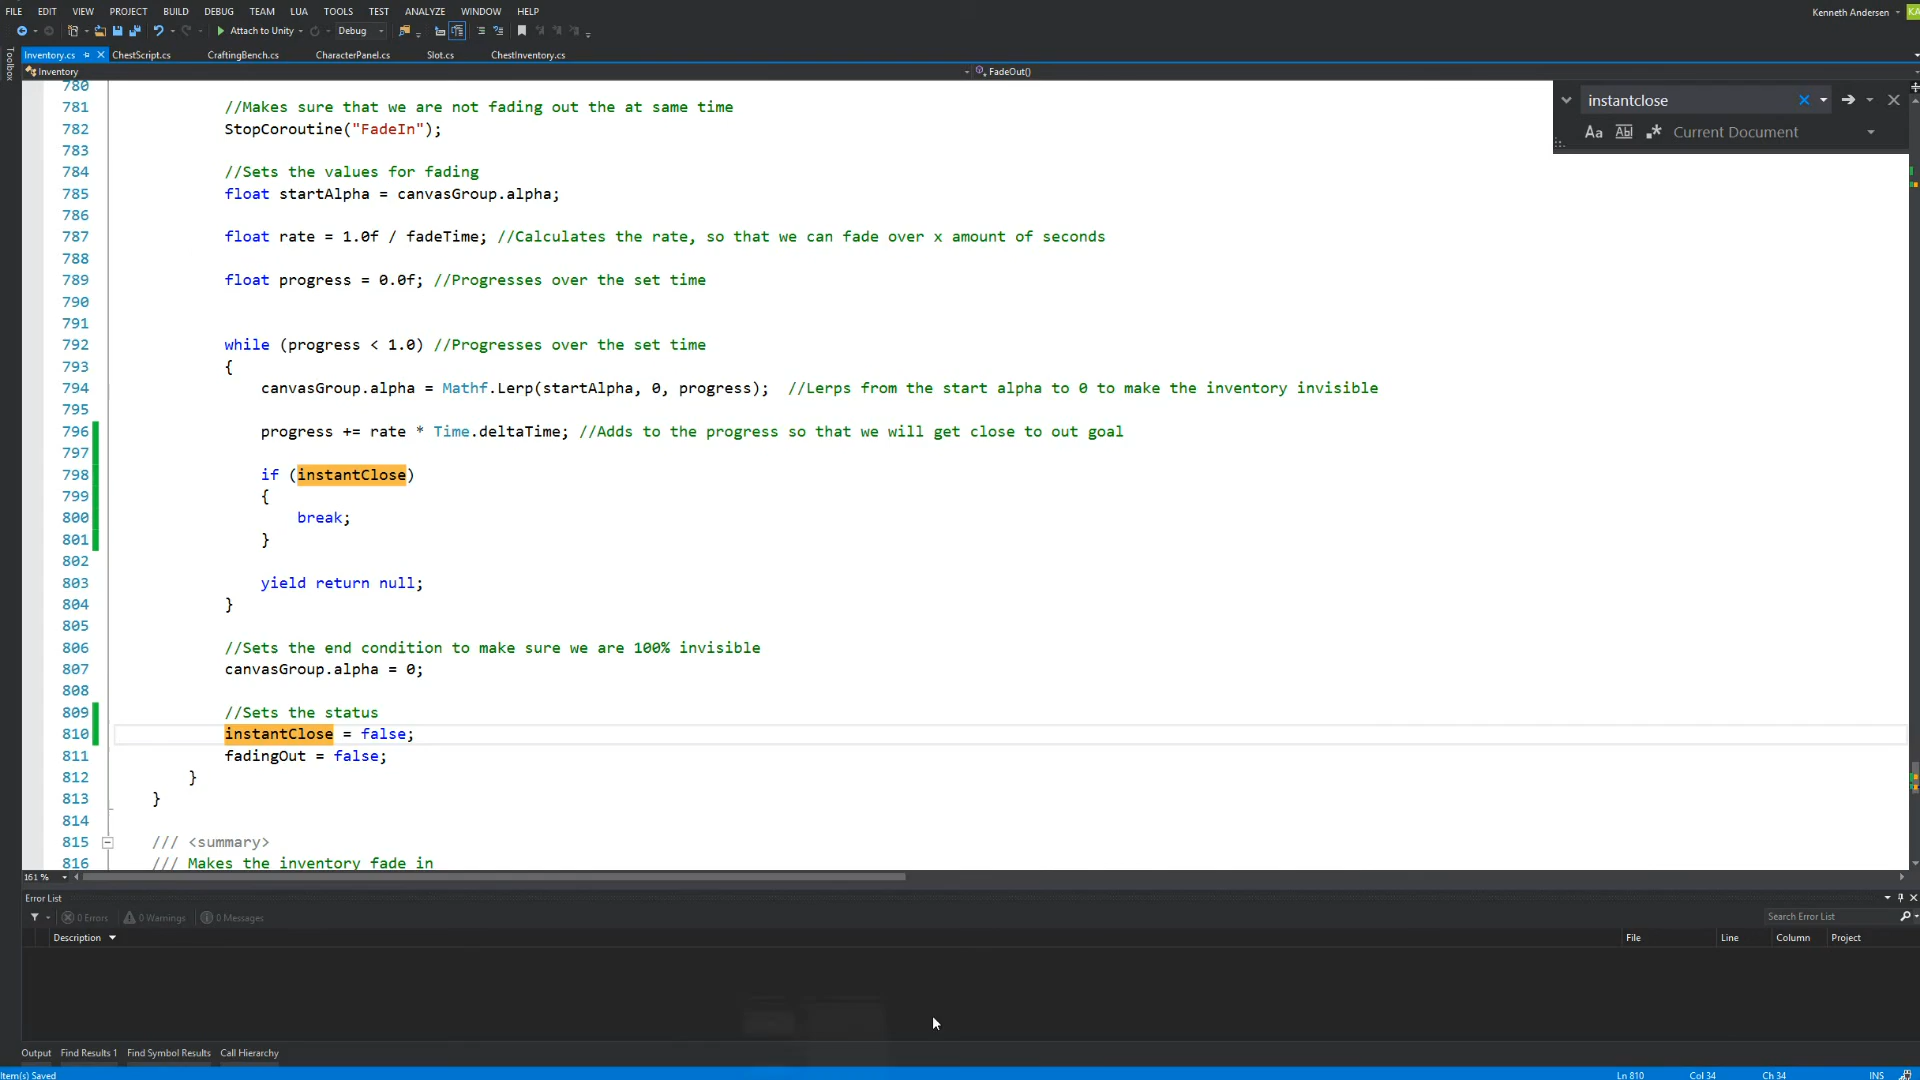 FILE EDIT VIEW PROJECT BUILD DEBUG TEAM LUA TOOLS TEST ANALYZE WINDOW HELP Kenneth Andersen KA
Attach to Unity Debug
Toolbox
Inventory.cs ChestScript.cs CraftingBench.cs CharacterPanel.cs Slot.cs ChestInventory.cs
Inventory FadeOut()
instantclose
Aa Abl .* Current Document
780
781 //Makes sure that we are not fading out the at same time
782 StopCoroutine("FadeIn");
783
784 //Sets the values for fading
785 float startAlpha = canvasGroup.alpha;
786
787 float rate = 1.0f / fadeTime; //Calculates the rate, so that we can fade over x amount of seconds
788
789 float progress = 0.0f; //Progresses over the set time
790
791
792 while (progress < 1.0) //Progresses over the set time
793 {
794 canvasGroup.alpha = Mathf.Lerp(startAlpha, 0, progress); //Lerps from the start alpha to 0 to make the inventory invisible
795
796 progress += rate * Time.deltaTime; //Adds to the progress so that we will get close to out goal
797
798 if (instantClose)
799 {
800 break;
801 }
802
803 yield return null;
804 }
805
806 //Sets the end condition to make sure we are 100% invisible
807 canvasGroup.alpha = 0;
808
809 //Sets the status
810 instantClose = false;
811 fadingOut = false;
812 }
813 }
814
815 /// <summary>
816 /// Makes the inventory fade in
161 %
Error List
0 Errors 0 Warnings 0 Messages Search Error List
Description File Line Column Project
Output Find Results 1 Find Symbol Results Call Hierarchy
Item(s) Saved Ln 810 Col 34 Ch 34 INS